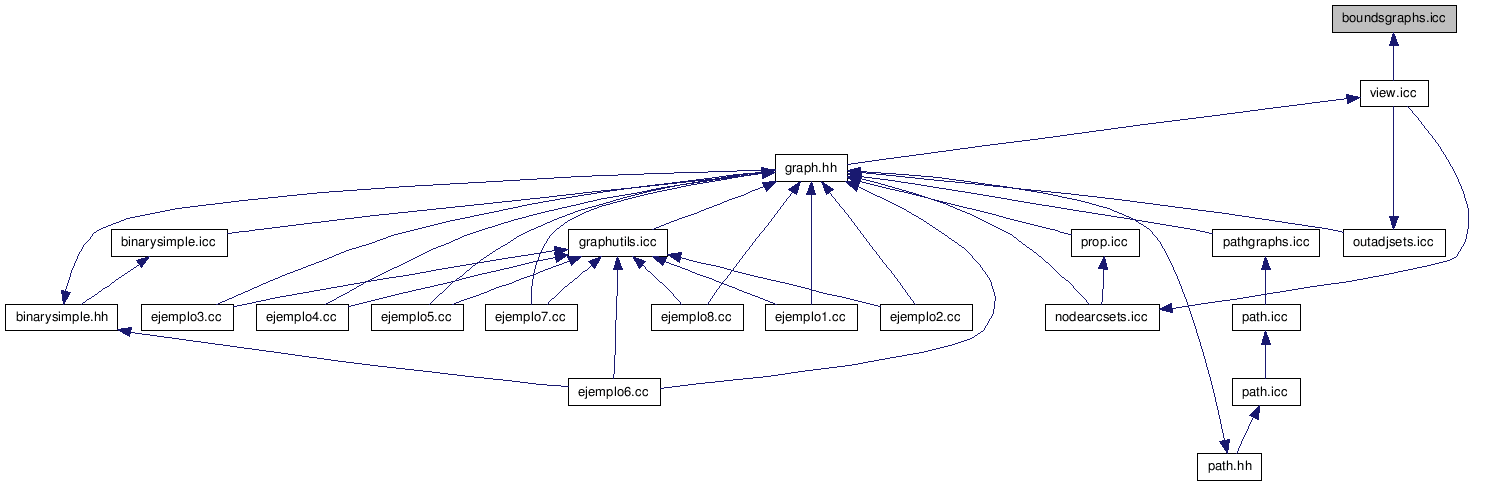 boundsgraphs.icc
view.icc
graph.hh
binarysimple.icc
graphutils.icc
prop.icc
pathgraphs.icc
outadjsets.icc
binarysimple.hh
ejemplo3.cc
ejemplo4.cc
ejemplo5.cc
ejemplo7.cc
ejemplo8.cc
ejemplo1.cc
ejemplo2.cc
nodearcsets.icc
path.icc
ejemplo6.cc
path.icc
path.hh